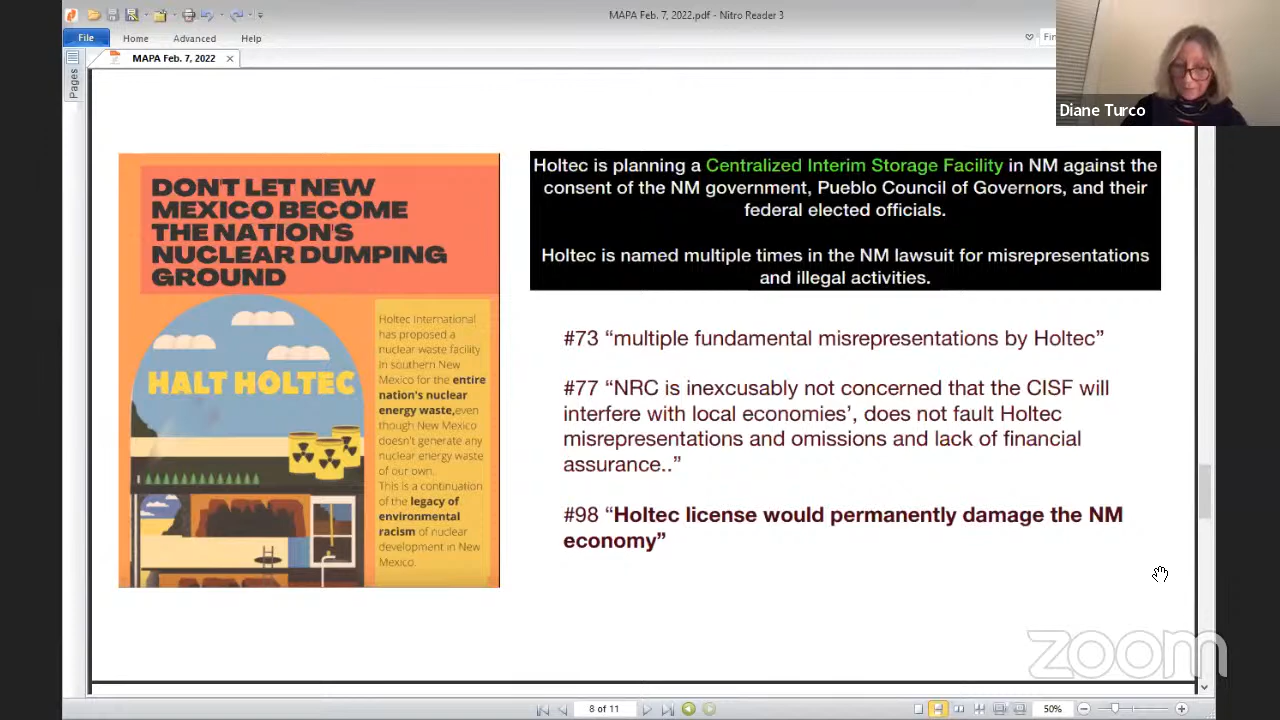 MAPA Feb. 7, 2022.pdf - Nitro Reader 3
File
Home
Advanced
Help
Fin
MAPA Feb. 7, 2022
Pages
Diane Turco
DON'T LET NEW
MEXICO BECOME
THE NATION'S
NUCLEAR DUMPING
GROUND
HALT HOLTEC
Holtec International
has proposed a
nuclear waste facility
in southern New
Mexico for the entire
nation's nuclear
energy waste,even
though New Mexico
doesn't generate any
nuclear energy waste
of our own.
This is a continuation
of the legacy of
environmental
racism of nuclear
development in New
Mexico.
Holtec is planning a Centralized Interim Storage Facility in NM against the
consent of the NM government, Pueblo Council of Governors, and their
federal elected officials.
Holtec is named multiple times in the NM lawsuit for misrepresentations
and illegal activities.
#73 “multiple fundamental misrepresentations by Holtec”
#77 “NRC is inexcusably not concerned that the CISF will
interfere with local economies’, does not fault Holtec
misrepresentations and omissions and lack of financial
assurance..”
#98 “Holtec license would permanently damage the NM
economy”
zoom
8 of 11
50%